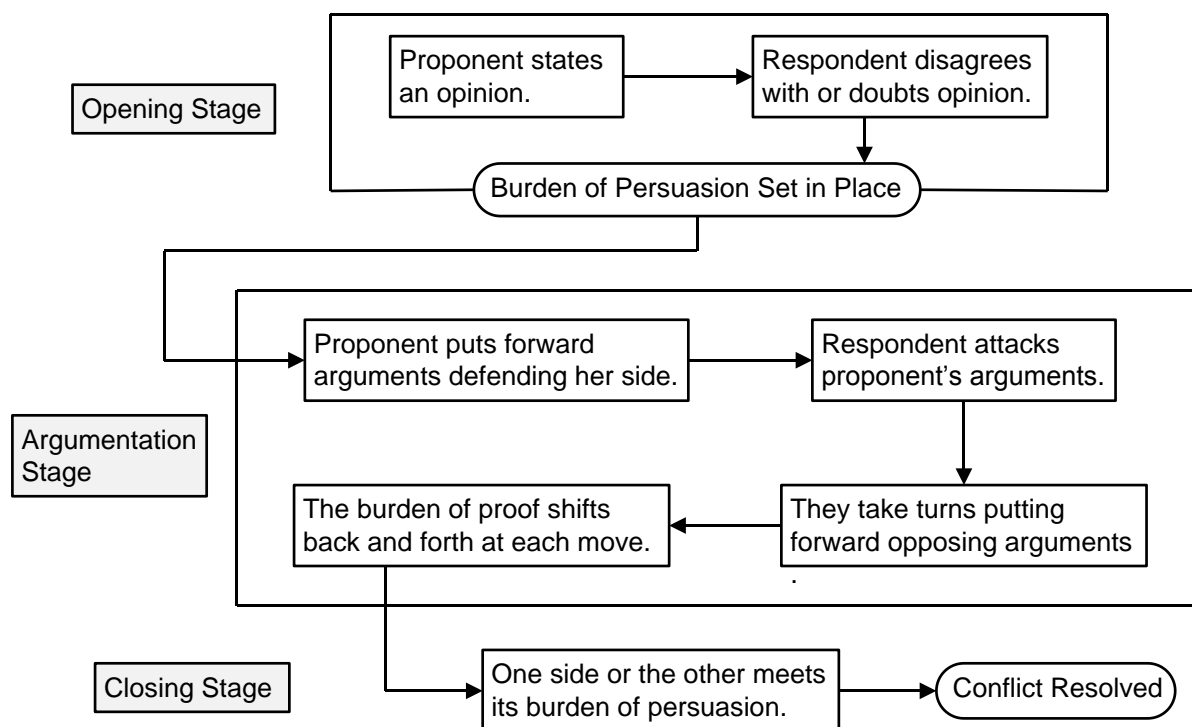 Proponent states
an opinion.
Respondent disagrees
with or doubts opinion.
Opening Stage
Burden of Persuasion Set in Place
Proponent puts forward
arguments defending her side.
Respondent attacks
proponent’s arguments.
Argumentation
Stage
The burden of proof shifts
back and forth at each move.
They take turns putting
forward opposing arguments
.
Closing Stage
One side or the other meets
its burden of persuasion.
Conflict Resolved